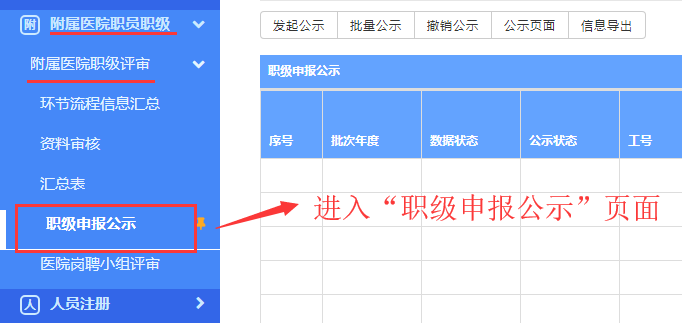 附 附属医院职员职级
附属医院职级评审
环节流程信息汇总
资料审核
汇总表
职级申报公示
医院岗聘小组评审
人 人员注册
发起公示 批量公示 撤销公示 公示页面 信息导出
职级申报公示
序号 批次年度 数据状态 公示状态 工号
进入“职级申报公示”页面